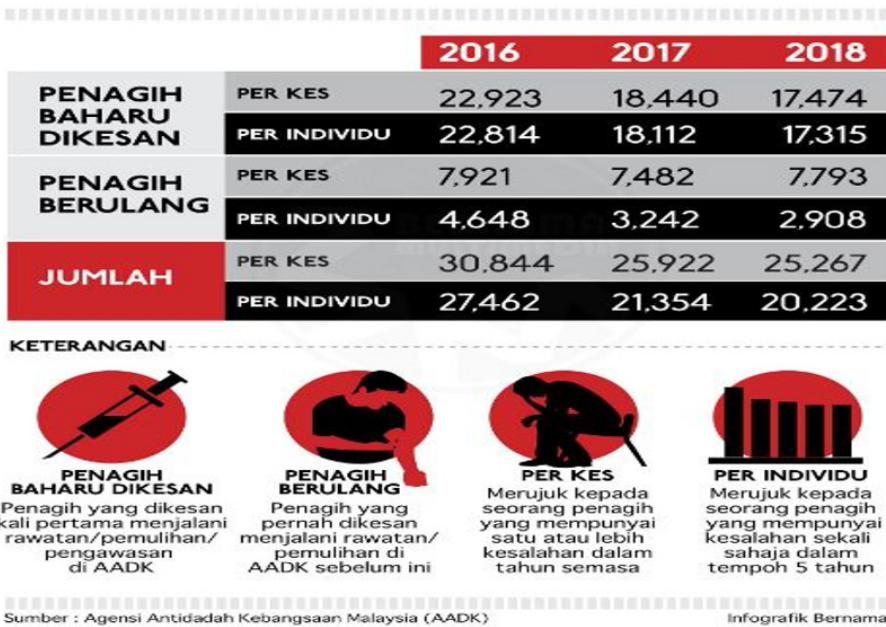 2016 2017 2018
PENAGIH BAHARU DIKESAN
PER KES 22,923 18,440 17,474
PER INDIVIDU 22,814 18,112 17,315
PENAGIH BERULANG
PER KES 7,921 7,482 7,793
PER INDIVIDU 4,648 3,242 2,908
JUMLAH
PER KES 30,844 25,922 25,267
PER INDIVIDU 27,462 21,354 20,223
KETERANGAN
PENAGIH
BAHARU DIKESAN
Penagih yang dikesan
kali pertama menjalani
rawatan/pemulihan/
pengawasan
di AADK
PENAGIH
BERULANG
Penagih yang
pernah dikesan
menjalani rawatan/
pemulihan di
AADK sebelum ini
PER KES
Merujuk kepada
seorang penagih
yang mempunyai
satu atau lebih
kesalahan dalam
tahun semasa
PER INDIVIDU
Merujuk kepada
seorang penagih
yang mempunyai
kesalahan sekali
sahaja dalam
tempoh 5 tahun
Sumber : Agensi Antidadah Kebangsaan Malaysia (AADK)
Infografik Bernama